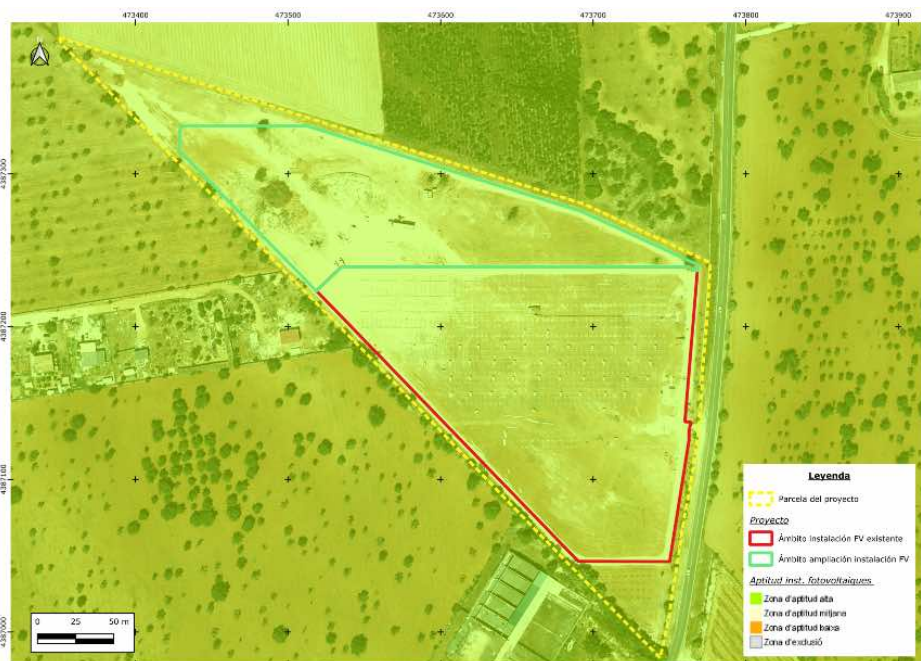 473400 473500 473600 473700 473800 473900
N
4387300
4387200
4387100
4387000
Leyenda
Parcela del proyecto
Proyecto
Ámbito instalación FV existente
Ámbito ampliación instalación FV
Aptitud inst. fotovoltaiques
Zona d'aptitud alta
Zona d'aptitud mitjana
Zona d'aptitud baixa
Zona d'exclusió
0 25 50 m